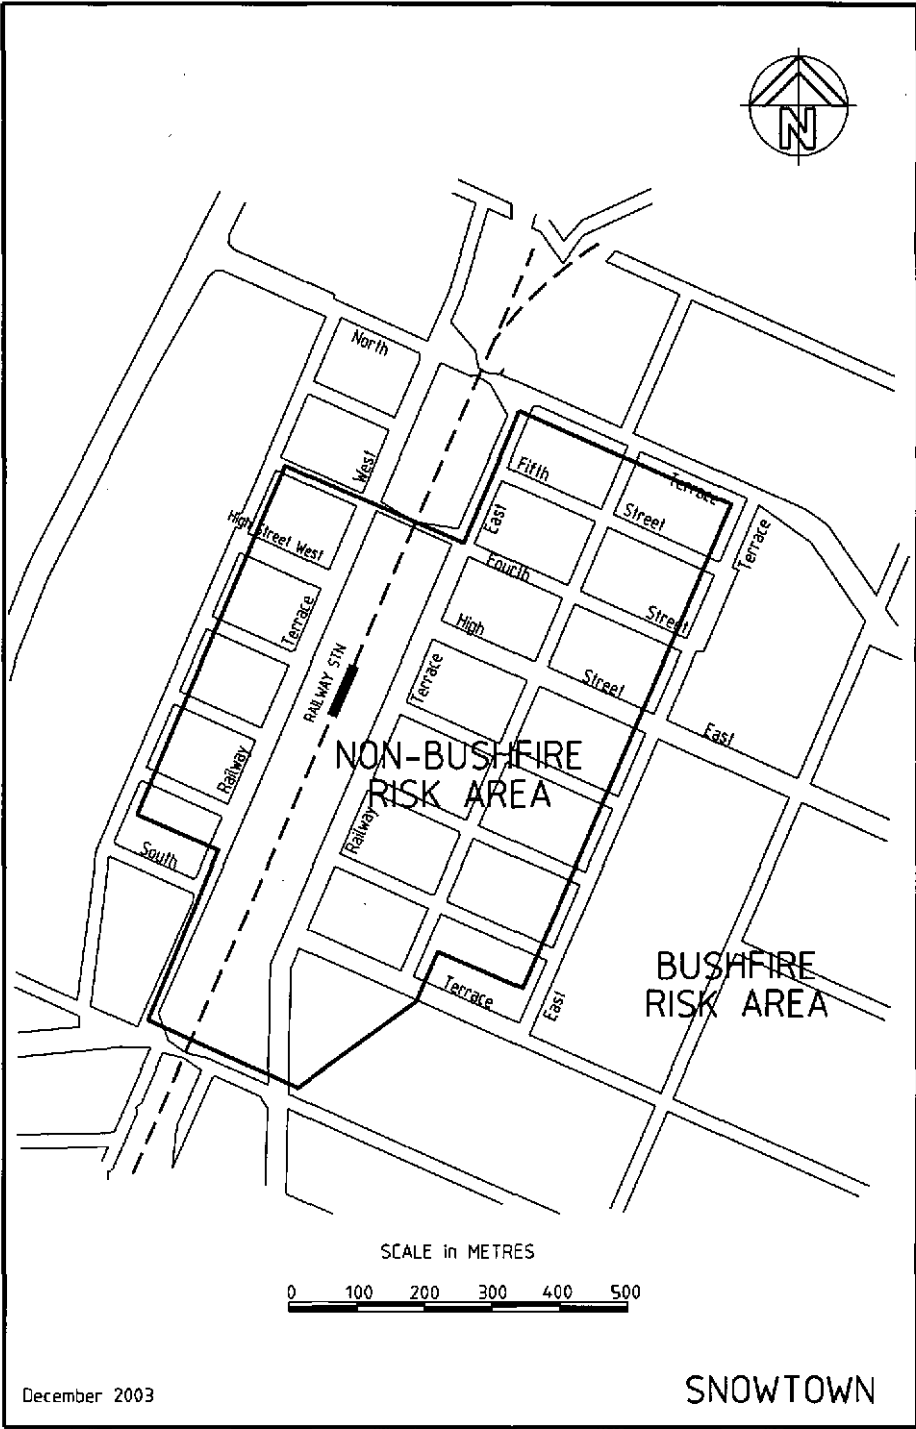 N
North
West
Fifth
Terrace
Street
East
Terrace
High Street West
Fourth
Street
Terrace
High
RAILWAY STN
Terrace
Street
East
NON-BUSHFIRE
RISK AREA
Railway
Railway
South
BUSHFIRE
RISK AREA
Terrace
East
SCALE in METRES
0 100 200 300 400 500
December 2003
SNOWTOWN